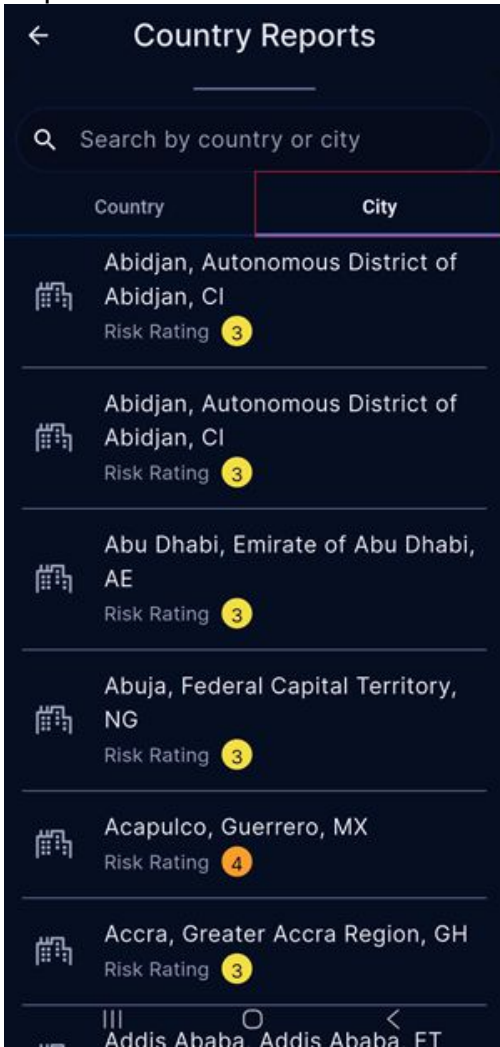 Country Reports
Search by country or city
Country City
Abidjan, Autonomous District of
Abidjan, CI
Risk Rating 3
Abidjan, Autonomous District of
Abidjan, CI
Risk Rating 3
Abu Dhabi, Emirate of Abu Dhabi,
AE
Risk Rating 3
Abuja, Federal Capital Territory,
NG
Risk Rating 3
Acapulco, Guerrero, MX
Risk Rating 4
Accra, Greater Accra Region, GH
Risk Rating 3
Addis Ababa, Addis Ababa, ET